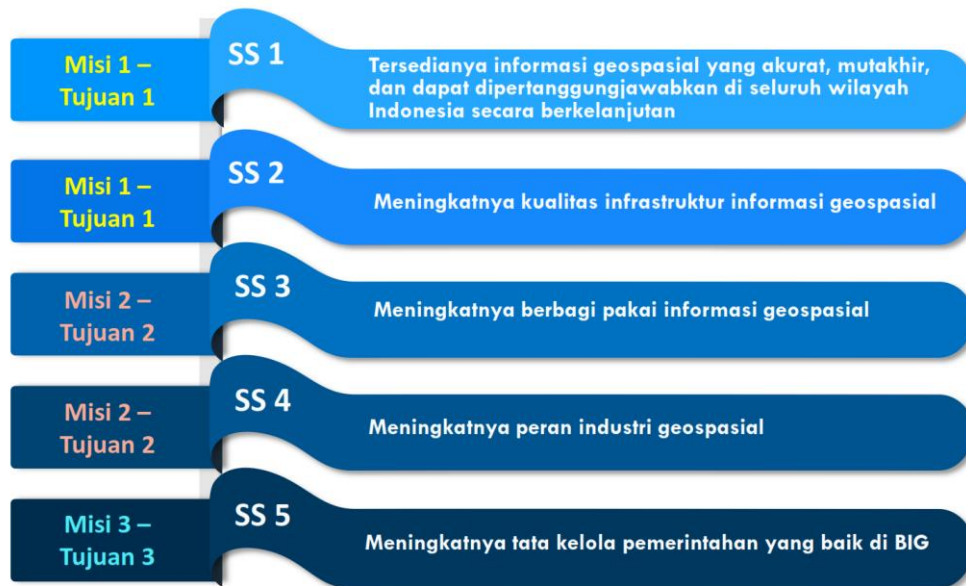 Misi 1 –
Tujuan 1
SS 1
Tersedianya informasi geospasial yang akurat, mutakhir,
dan dapat dipertanggungjawabkan di seluruh wilayah
Indonesia secara berkelanjutan
Misi 1 –
Tujuan 1
SS 2
Meningkatnya kualitas infrastruktur informasi geospasial
Misi 2 –
Tujuan 2
SS 3
Meningkatnya berbagi pakai informasi geospasial
Misi 2 –
Tujuan 2
SS 4
Meningkatnya peran industri geospasial
Misi 3 –
Tujuan 3
SS 5
Meningkatnya tata kelola pemerintahan yang baik di BIG